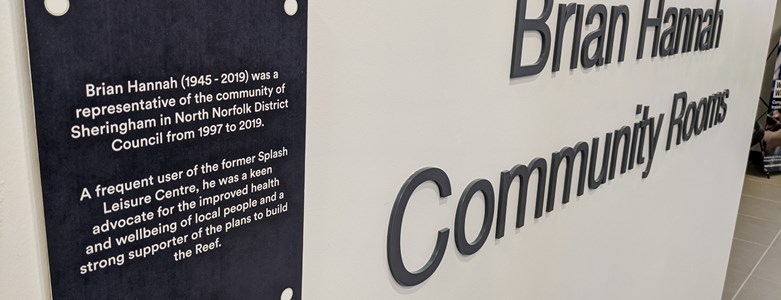 Brian Hannah (1945 - 2019) was a
representative of the community of
Sheringham in North Norfolk District
Council from 1997 to 2019.
A frequent user of the former Splash
Leisure Centre, he was a keen
advocate for the improved health
and wellbeing of local people and a
strong supporter of the plans to build
the Reef.
Brian Hannah
Community Rooms